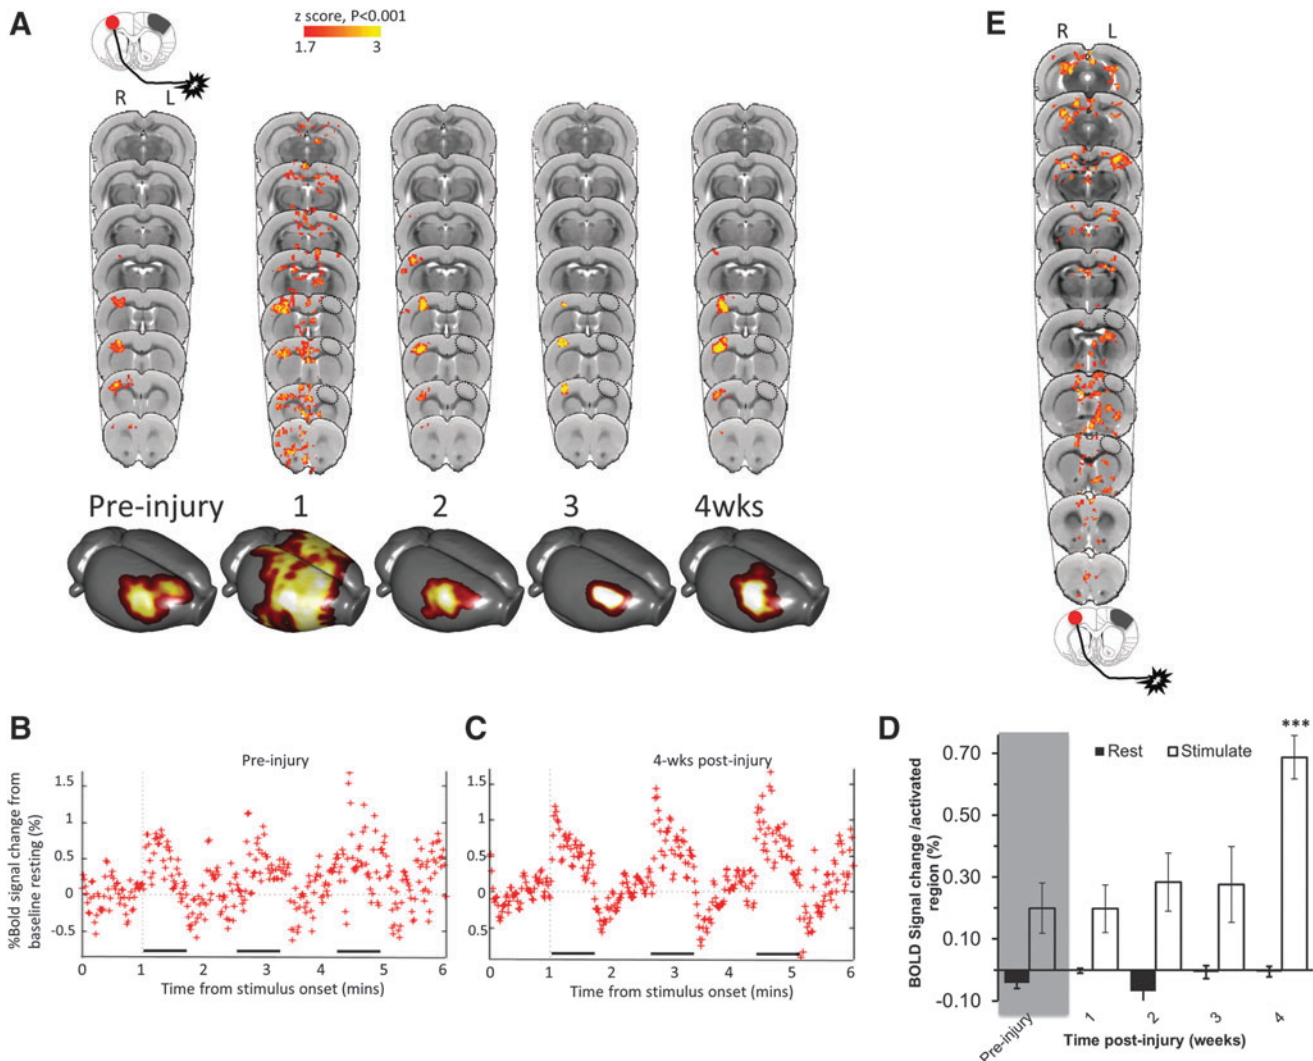 A
z score, P<0.001
1.7 3
R L
Pre-injury 1 2 3 4wks
E
R L
B
Pre-injury
%Bold signal change from
baseline resting (%)
1.5
1
0.5
0
-0.5
0 1 2 3 4 5 6
Time from stimulus onset (mins)
C
4-wks post-injury
1.5
1
0.5
0
0.5
0 1 2 3 4 5 6
Time from stimulus onset (mins)
D
BOLD Signal change /activated
region (%)
0.70
0.50
0.30
0.10
-0.10
Rest Stimulate
***
Pre-injury 1 2 3 4
Time post-injury (weeks)